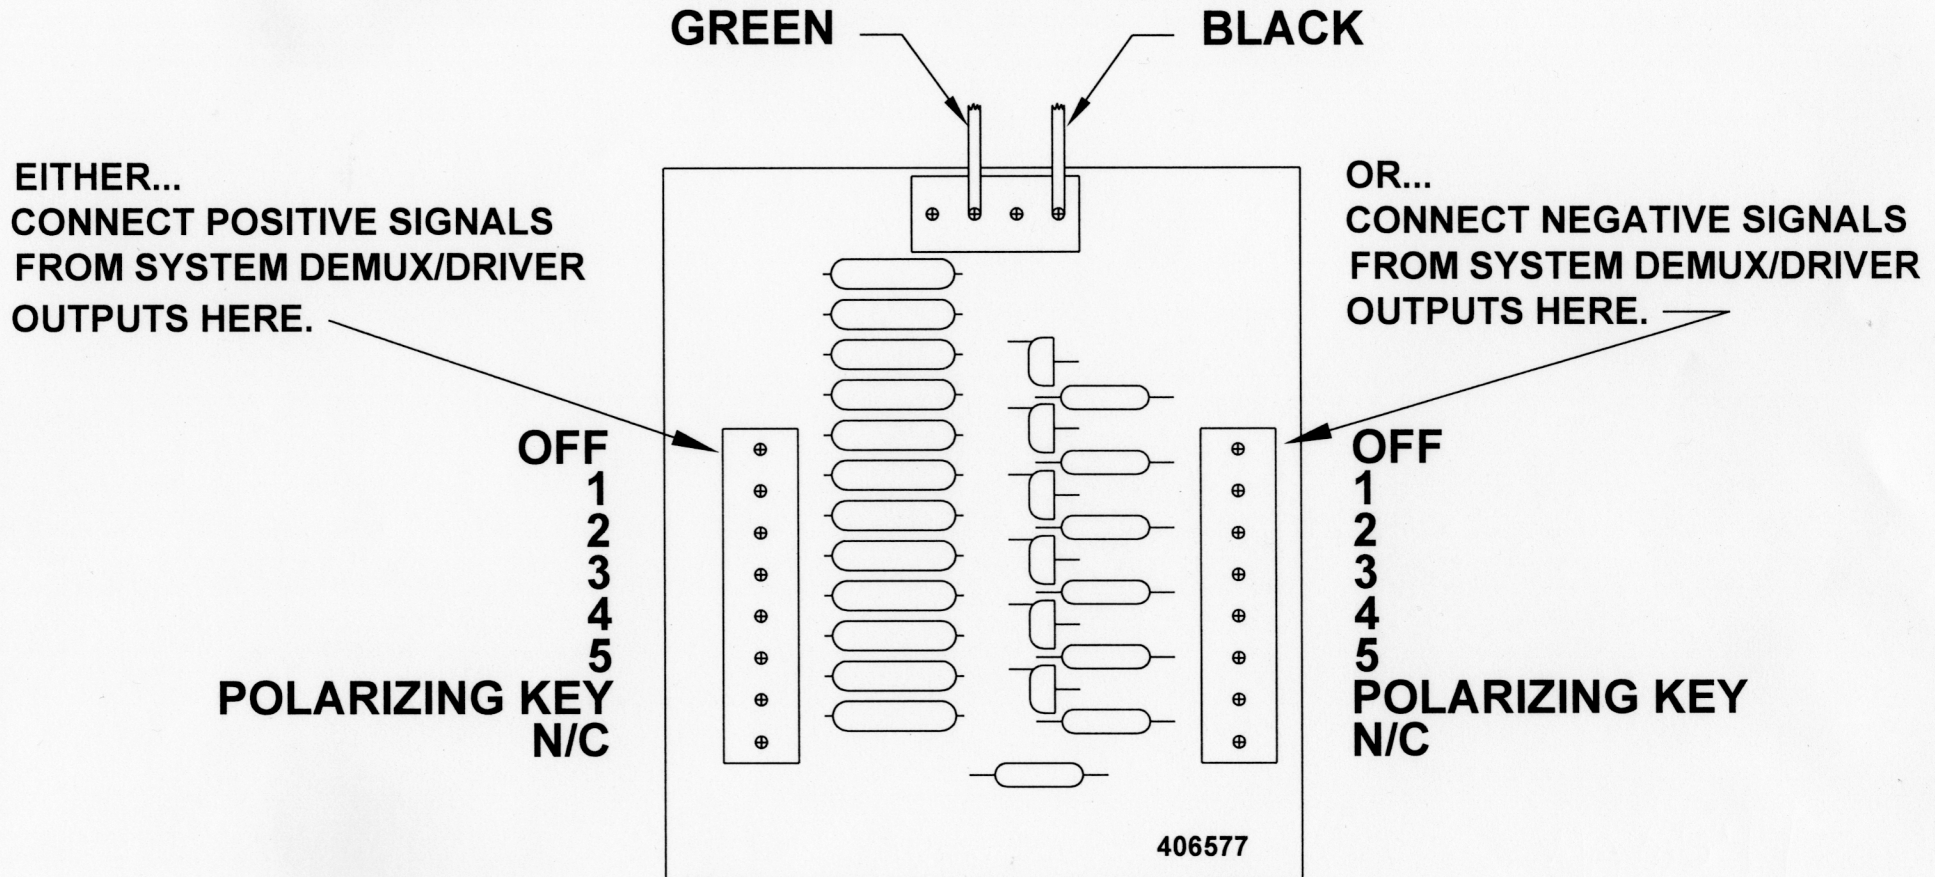 GREEN
BLACK
EITHER...
CONNECT POSITIVE SIGNALS
FROM SYSTEM DEMUX/DRIVER
OUTPUTS HERE.
OR...
CONNECT NEGATIVE SIGNALS
FROM SYSTEM DEMUX/DRIVER
OUTPUTS HERE.
OFF
1
2
3
4
5
POLARIZING KEY
N/C
OFF
1
2
3
4
5
POLARIZING KEY
N/C
406577